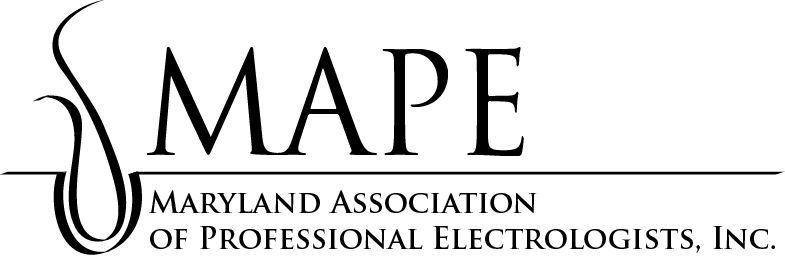 MAPE
Maryland Association
of Professional Electrologists, Inc.